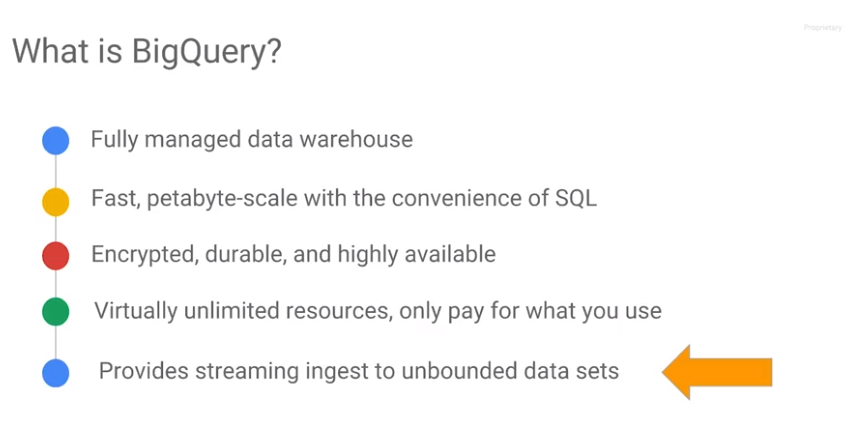 Proprietary
What is BigQuery?
Fully managed data warehouse
Fast, petabyte-scale with the convenience of SQL
Encrypted, durable, and highly available
Virtually unlimited resources, only pay for what you use
Provides streaming ingest to unbounded data sets